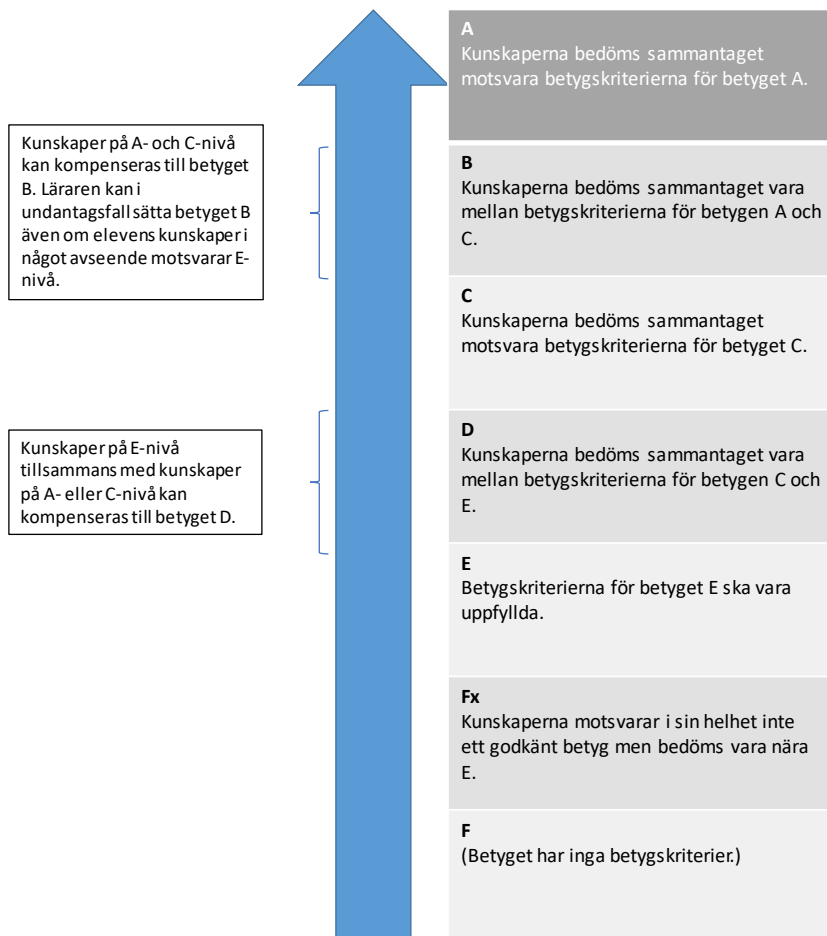 A
Kunskaperna bedöms sammantaget
motsvara betygskriterierna för betyget A.
Kunskaper på A- och C-nivå
kan kompenseras till betyget
B. Läraren kan i
undantagsfall sätta betyget B
även om elevens kunskaper i
något avseende motsvarar E-
nivå.
B
Kunskaperna bedöms sammantaget vara
mellan betygskriterierna för betygen A och
C.
C
Kunskaperna bedöms sammantaget
motsvara betygskriterierna för betyget C.
Kunskaper på E-nivå
tillsammans med kunskaper
på A- eller C-nivå kan
kompenseras till betyget D.
D
Kunskaperna bedöms sammantaget vara
mellan betygskriterierna för betygen C och
E.
E
Betygskriterierna för betyget E ska vara
uppfyllda.
Fx
Kunskaperna motsvarar i sin helhet inte
ett godkänt betyg men bedöms vara nära
E.
F
(Betyget har inga betygskriterier.)